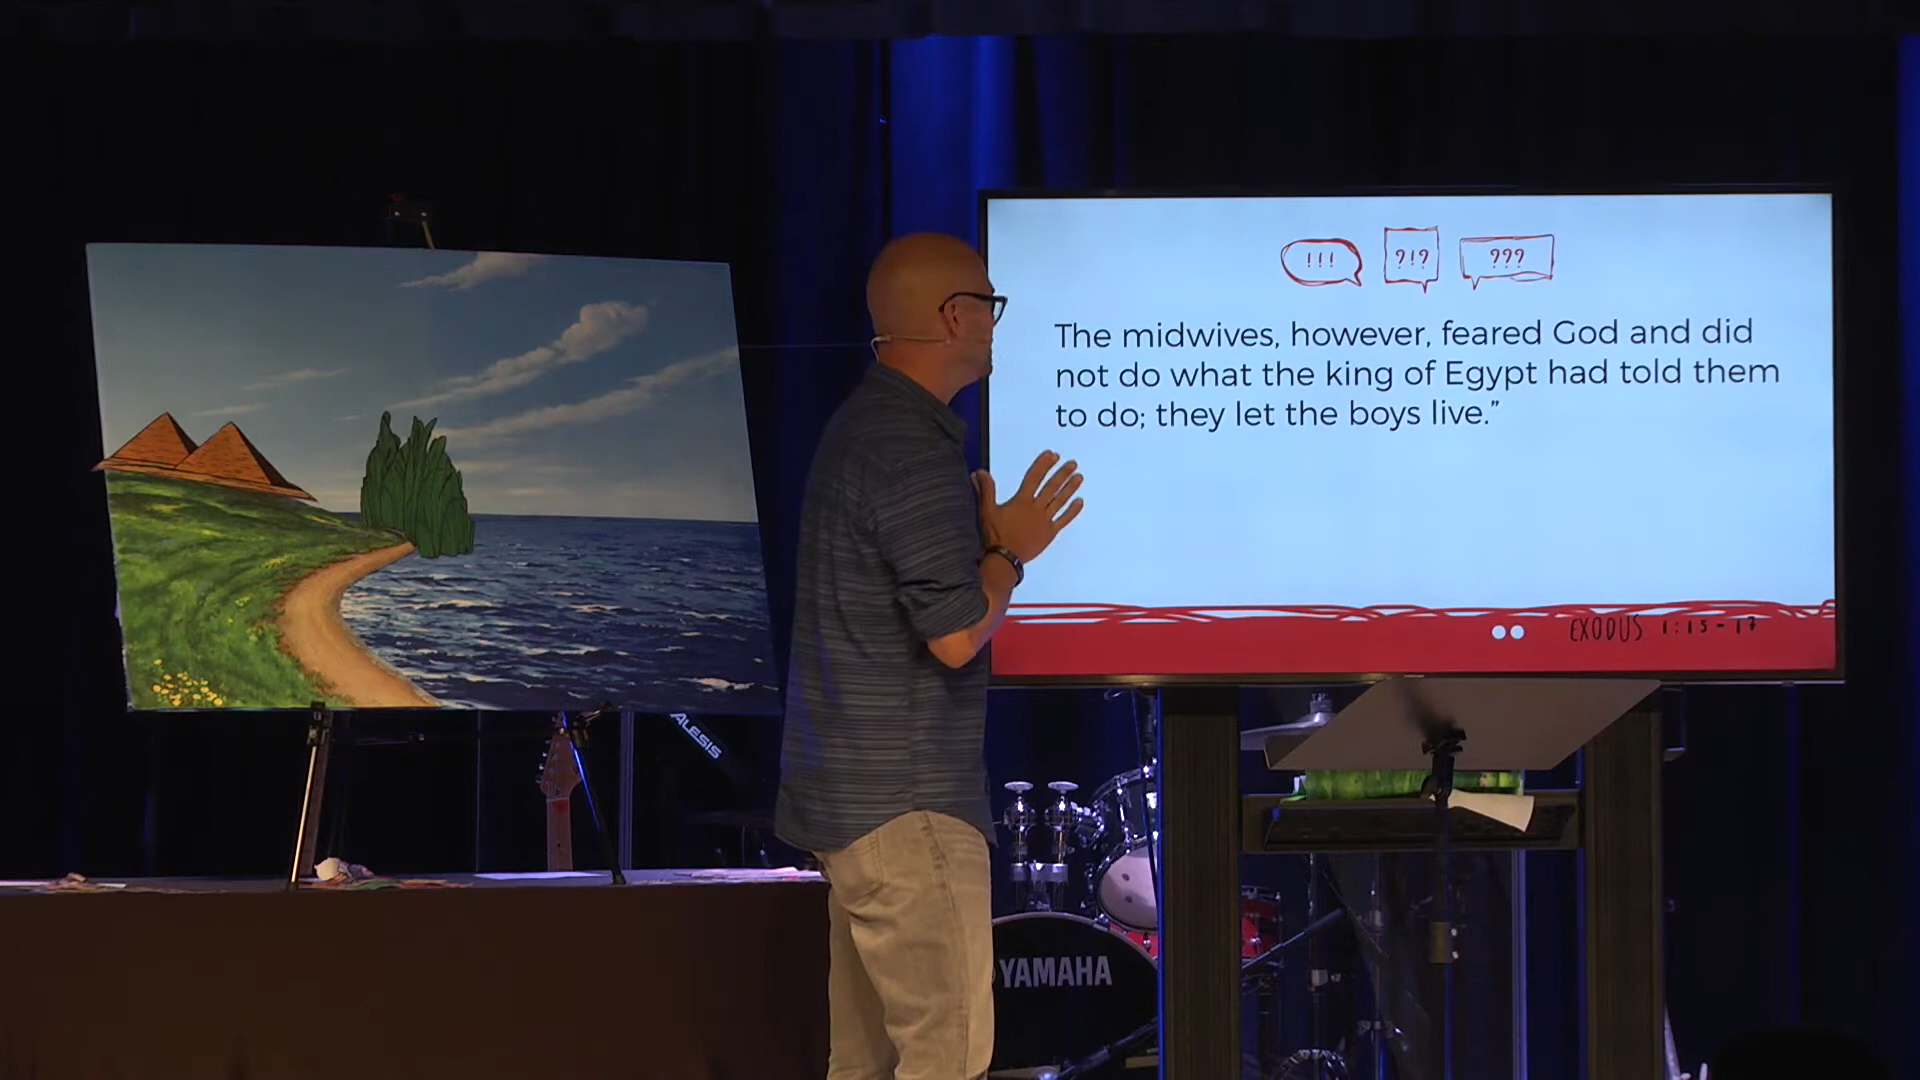 !!! ?!? ???
The midwives, however, feared God and did
not do what the king of Egypt had told them
to do; they let the boys live.”
EXODUS 1:15-17
ALESIS
YAMAHA